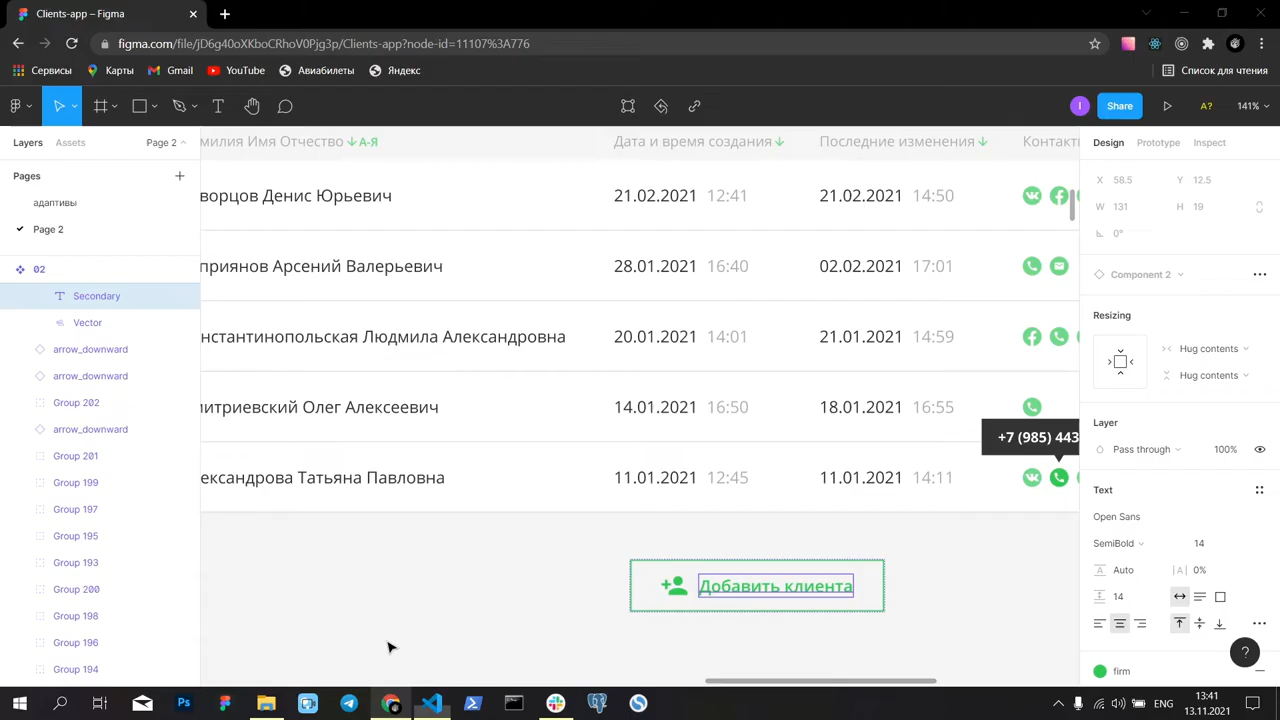 Clients-app
figma.com/file/jD6g40oXKboCRhoV0Pjg3p/Clients-app?node-id=11107%3A776
Сервисы
Карты
Gmail
YouTube
Авиабилеты
Яндекс
Список для чтения
Share
A?
141%
Layers
Assets
Page 2
Pages
адаптивы
Page 2
02
Secondary
Vector
arrow_downward
arrow_downward
Group 202
arrow_downward
Group 201
Group 199
Group 197
Group 195
Group 193
Group 200
Group 198
Group 196
Group 194
милия Имя Отчество А-Я
Дата и время создания
Последние изменения
Контакт
ворцов Денис Юрьевич
21.02.2021 12:41
21.02.2021 14:50
приянов Арсений Валерьевич
28.01.2021 16:40
02.02.2021 17:01
нстантинопольская Людмила Александровна
20.01.2021 14:01
21.01.2021 14:59
итриевский Олег Алексеевич
14.01.2021 16:50
18.01.2021 16:55
+7 (985) 443
ександрова Татьяна Павловна
11.01.2021 12:45
11.01.2021 14:11
Добавить клиента
Design
Prototype
Inspect
X 58.5
Y 12.5
W 131
H 19
0°
Component 2
Resizing
Hug contents
Hug contents
Layer
Pass through
100%
Text
Open Sans
SemiBold
14
Auto
0%
14
firm
?
ENG
13:41
13.11.2021